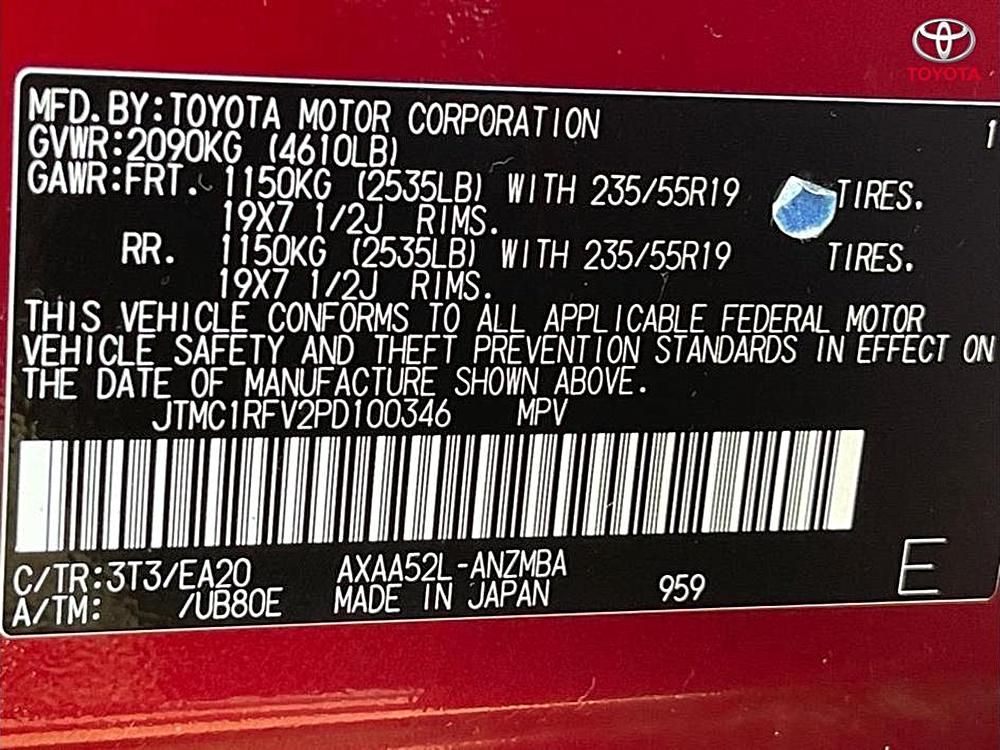 TOYOTA
MFD.BY:TOYOTA MOTOR CORPORATION 1
GVWR:2090KG (4610LB)
GAWR:FRT. 1150KG (2535LB) WITH 235/55R19 TIRES.
19X7 1/2J RIMS.
RR. 1150KG (2535LB) WITH 235/55R19 TIRES.
19X7 1/2J RIMS.
THIS VEHICLE CONFORMS TO ALL APPLICABLE FEDERAL MOTOR
VEHICLE SAFETY AND THEFT PREVENTION STANDARDS IN EFFECT ON
THE DATE OF MANUFACTURE SHOWN ABOVE.
JTMC1RFV2PD100346 MPV
C/TR:3T3/EA20 AXAA52L-ANZMBA
A/TM: /UB80E MADE IN JAPAN 959 E